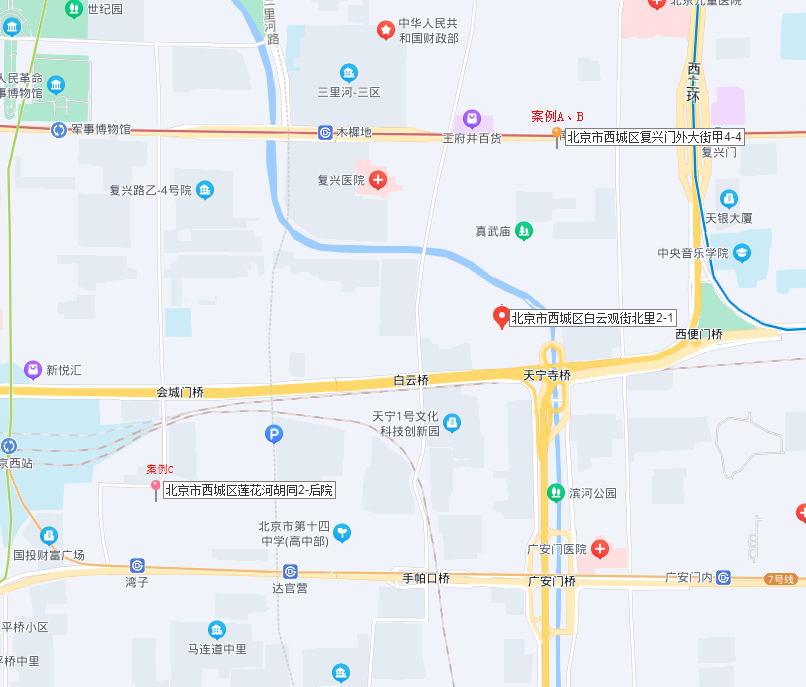 世纪园
三里河路
中华人民共
和国财政部
北京儿童医院
人民革命
事博物馆
三里河-三区
西二环
军事博物馆
木樨地
王府井百货
案例A、B
北京市西城区复兴门外大街甲4-4
复兴门
复兴路乙-4号院
复兴医院
天银大厦
真武庙
中央音乐学院
北京市西城区白云观街北里2-1
西便门桥
新悦汇
会城门桥
白云桥
天宁寺桥
天宁1号文化
科技创新园
京西站
案例C
北京市西城区莲花河胡同2-后院
滨河公园
北京市第十四
中学(高中部)
国投财富广场
广安门医院
湾子
达官营
手帕口桥
广安门桥
广安门内
7号线
平桥小区
马连道中里
平桥中里